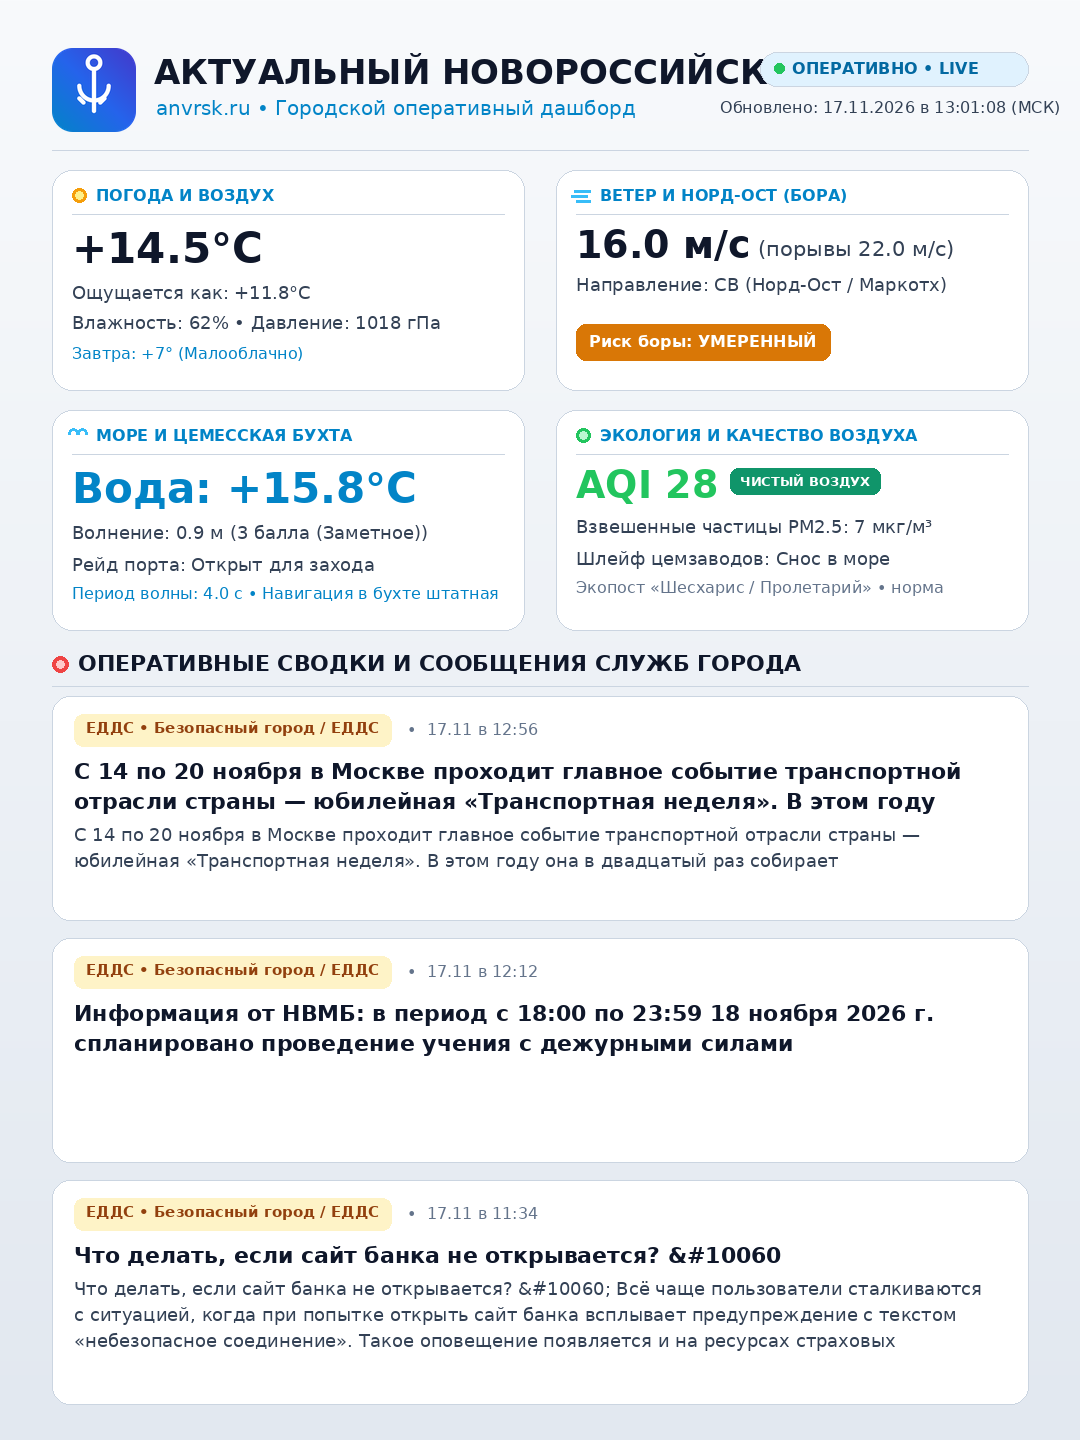 АКТУАЛЬНЫЙ НОВОРОССИЙСК
ОПЕРАТИВНО • LIVE
anvrsk.ru • Городской оперативный дашборд
Обновлено: 17.11.2026 в 13:01:08 (МСК)
ПОГОДА И ВОЗДУХ
+14.5°C
Ощущается как: +11.8°C
Влажность: 62% • Давление: 1018 гПа
Завтра: +7° (Малооблачно)
ВЕТЕР И НОРД-ОСТ (БОРА)
16.0 м/с (порывы 22.0 м/с)
Направление: СВ (Норд-Ост / Маркотх)
Риск боры: УМЕРЕННЫЙ
МОРЕ И ЦЕМЕССКАЯ БУХТА
Вода: +15.8°C
Волнение: 0.9 м (3 балла (Заметное))
Рейд порта: Открыт для захода
Период волны: 4.0 с • Навигация в бухте штатная
ЭКОЛОГИЯ И КАЧЕСТВО ВОЗДУХА
AQI 28 ЧИСТЫЙ ВОЗДУХ
Взвешенные частицы PM2.5: 7 мкг/м³
Шлейф цемзаводов: Снос в море
Экопост «Шесхарис / Пролетарий» • норма
ОПЕРАТИВНЫЕ СВОДКИ И СООБЩЕНИЯ СЛУЖБ ГОРОДА
ЕДДС • Безопасный город / ЕДДС • 17.11 в 12:56
С 14 по 20 ноября в Москве проходит главное событие транспортной
отрасли страны — юбилейная «Транспортная неделя». В этом году
С 14 по 20 ноября в Москве проходит главное событие транспортной отрасли страны —
юбилейная «Транспортная неделя». В этом году она в двадцатый раз собирает
ЕДДС • Безопасный город / ЕДДС • 17.11 в 12:12
Информация от НВМБ: в период с 18:00 по 23:59 18 ноября 2026 г.
спланировано проведение учения с дежурными силами
ЕДДС • Безопасный город / ЕДДС • 17.11 в 11:34
Что делать, если сайт банка не открывается? &#10060
Что делать, если сайт банка не открывается? &#10060; Всё чаще пользователи сталкиваются
с ситуацией, когда при попытке открыть сайт банка всплывает предупреждение с текстом
«небезопасное соединение». Такое оповещение появляется и на ресурсах страховых